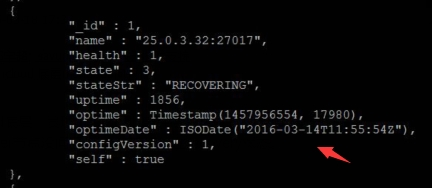 },
{
"_id" : 1,
"name" : "25.0.3.32:27017",
"health" : 1,
"state" : 3,
"stateStr" : "RECOVERING",
"uptime" : 1856,
"optime" : Timestamp(1457956554, 17980),
"optimeDate" : ISODate("2016-03-14T11:55:54Z"),
"configVersion" : 1,
"self" : true
},